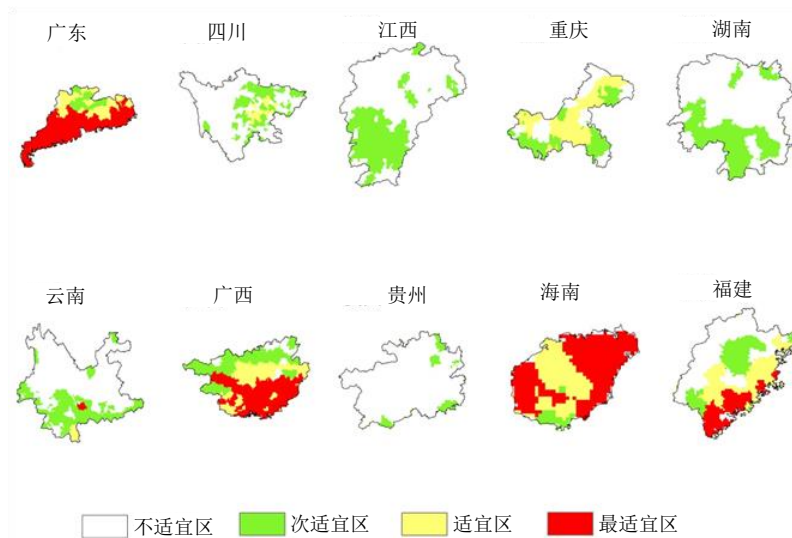 广东 四川 江西 重庆 湖南
云南 广西 贵州 海南 福建
不适宜区 次适宜区 适宜区 最适宜区